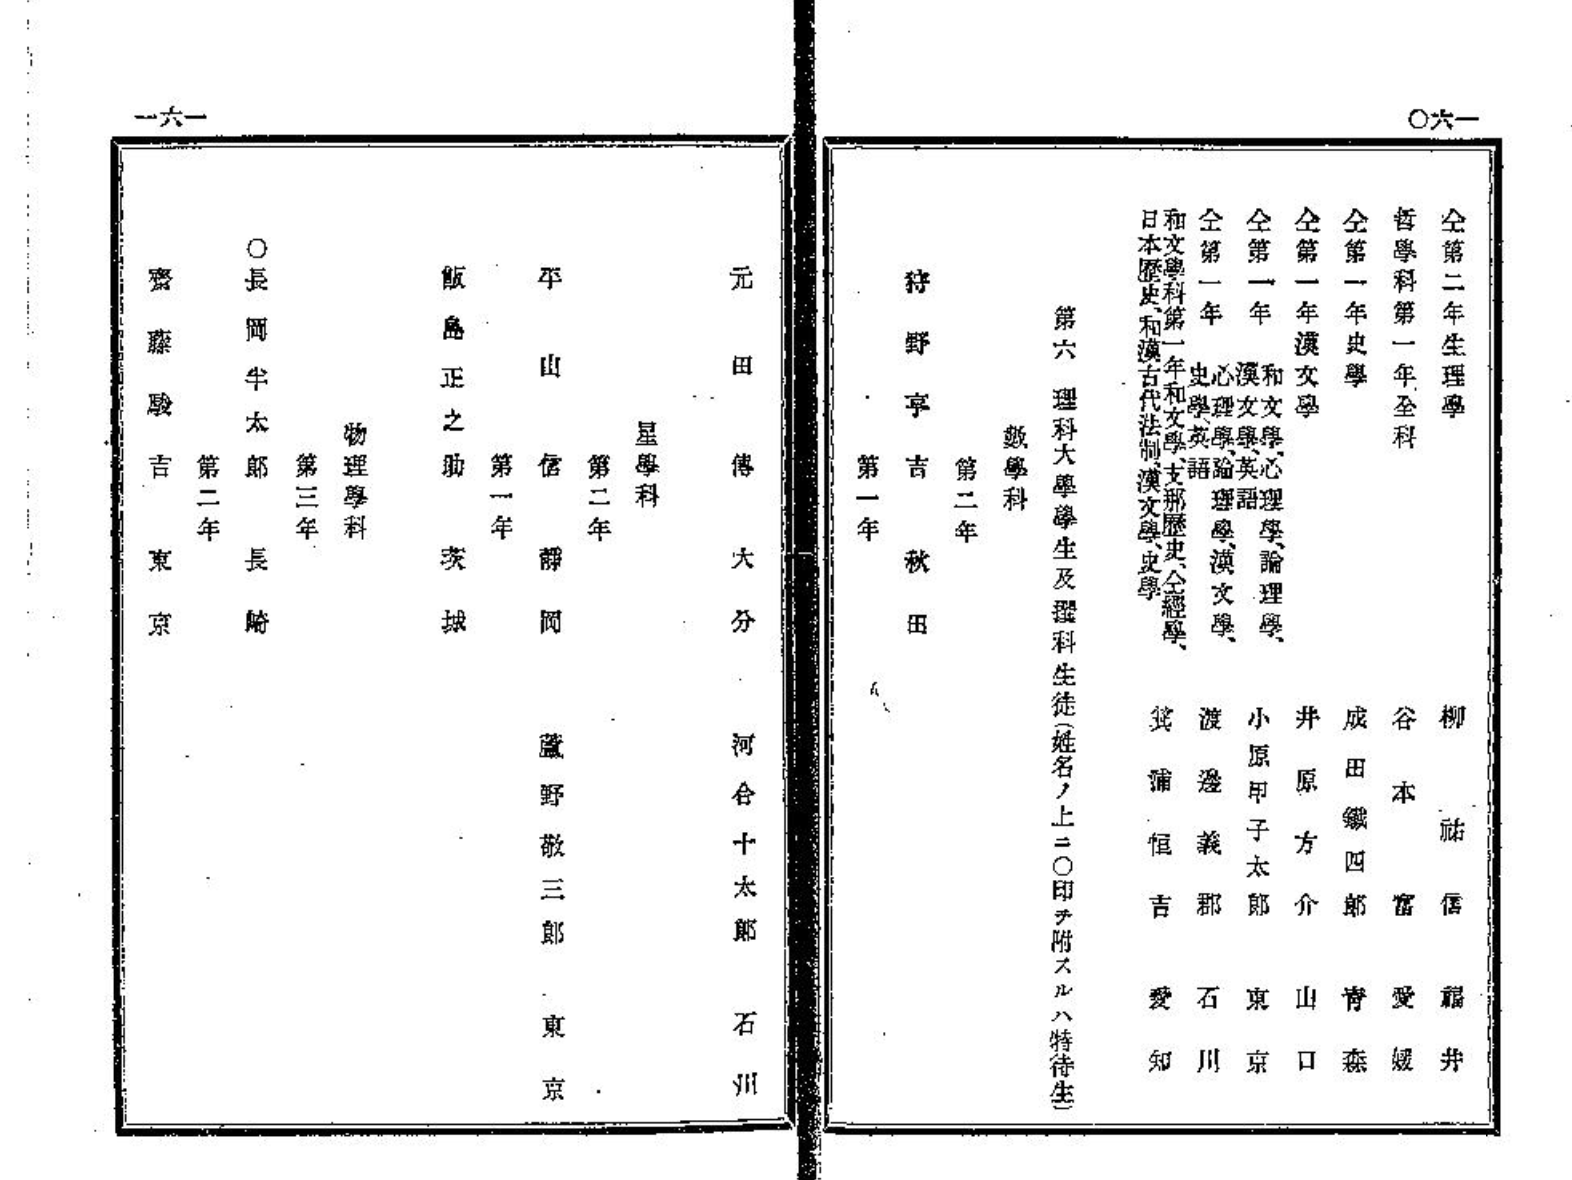 一六〇
仝第二年生理學 柳祐信 福井
哲學科第一年全科 谷本富 愛媛
仝第一年史學 成田鐵四郎 靑森
仝第一年漢文學 井原方介 山口
仝第一年 和文學、心理學、論理學、漢文學、英語 小原甲子太郎 東京
仝第一年 心理學、論理學、漢文學、史學、英語 渡邊義郡 石川
和文學科第一年和文學、支那歷史、仝經學、
日本歷史、和漢古代法制、漢文學、史學 箕浦恒吉 愛知
第六 理科大學學生及撰科生徒(姓名ノ上ニ〇印ヲ附スルハ特待生)
數學科
第二年
狩野亨吉 秋田
第一年
一六一
元田傳 大分 河合十太郎 石川
星學科
第二年
平山信 靜岡 蘆野敬三郎 東京
第一年
飯島正之助 茨城
物理學科
第三年
〇長岡半太郎 長崎
第二年
齋藤駿吉 東京